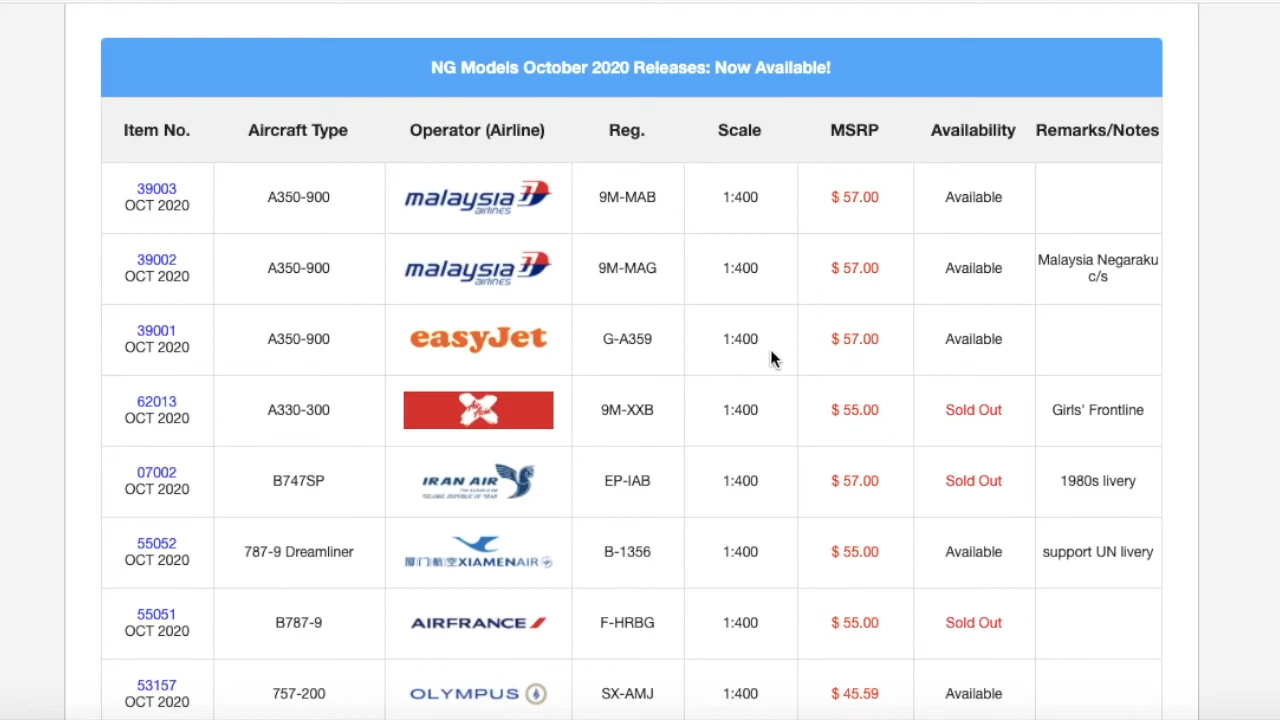 NG Models October 2020 Releases: Now Available!
Item No. Aircraft Type Operator (Airline) Reg. Scale MSRP Availability Remarks/Notes
39003
OCT 2020 A350-900 malaysia airlines 9M-MAB 1:400 $ 57.00 Available
39002
OCT 2020 A350-900 malaysia airlines 9M-MAG 1:400 $ 57.00 Available Malaysia Negaraku
c/s
39001
OCT 2020 A350-900 easyJet G-A359 1:400 $ 57.00 Available
62013
OCT 2020 A330-300 Air Asia X 9M-XXB 1:400 $ 55.00 Sold Out Girls' Frontline
07002
OCT 2020 B747SP IRAN AIR EP-IAB 1:400 $ 57.00 Sold Out 1980s livery
55052
OCT 2020 787-9 Dreamliner 厦门航空 XIAMENAIR B-1356 1:400 $ 55.00 Available support UN livery
55051
OCT 2020 B787-9 AIRFRANCE F-HRBG 1:400 $ 55.00 Sold Out
53157
OCT 2020 757-200 OLYMPUS SX-AMJ 1:400 $ 45.59 Available